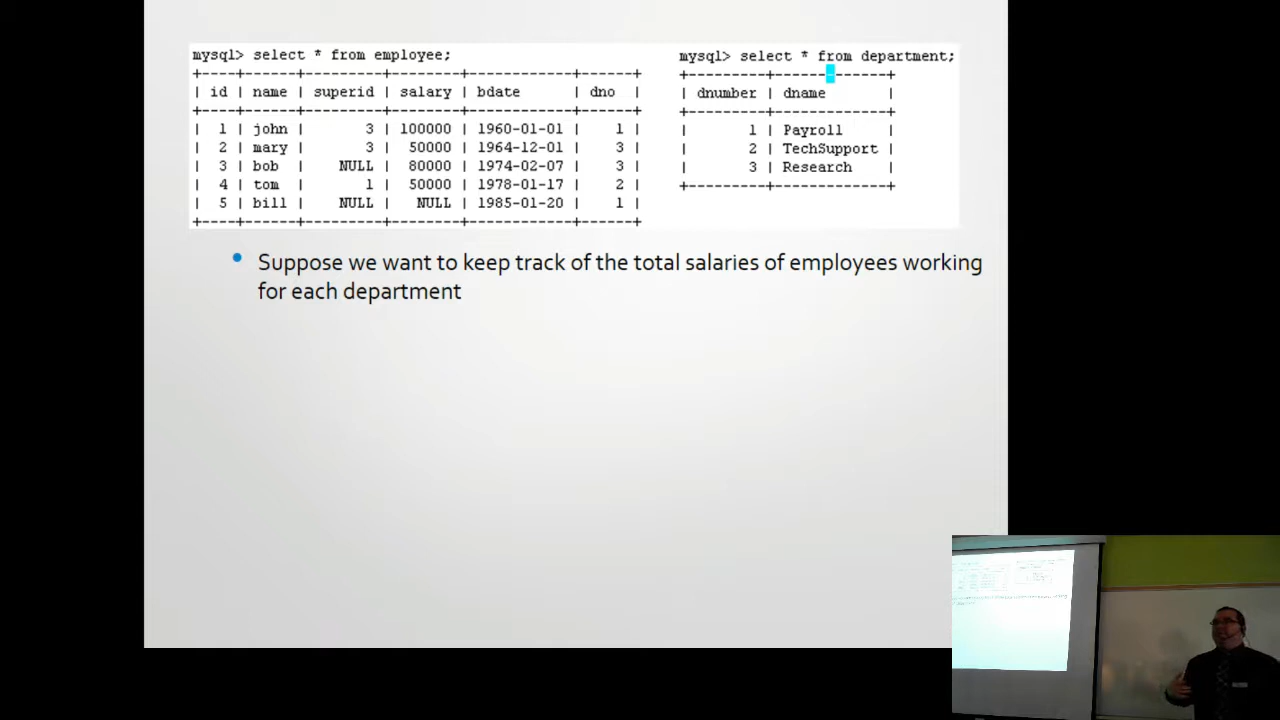 mysql> select * from employee;
+----+------+---------+--------+------------+------+
| id | name | superid | salary | bdate      | dno  |
+----+------+---------+--------+------------+------+
|  1 | john |       3 | 100000 | 1960-01-01 |    1 |
|  2 | mary |       3 |  50000 | 1964-12-01 |    3 |
|  3 | bob  |    NULL |  80000 | 1974-02-07 |    3 |
|  4 | tom  |       1 |  50000 | 1978-01-17 |    2 |
|  5 | bill |    NULL |   NULL | 1985-01-20 |    1 |
+----+------+---------+--------+------------+------+
mysql> select * from department;
+---------+-------------+
| dnumber | dname       |
+---------+-------------+
|       1 | Payroll     |
|       2 | TechSupport |
|       3 | Research    |
+---------+-------------+
• Suppose we want to keep track of the total salaries of employees working
for each department